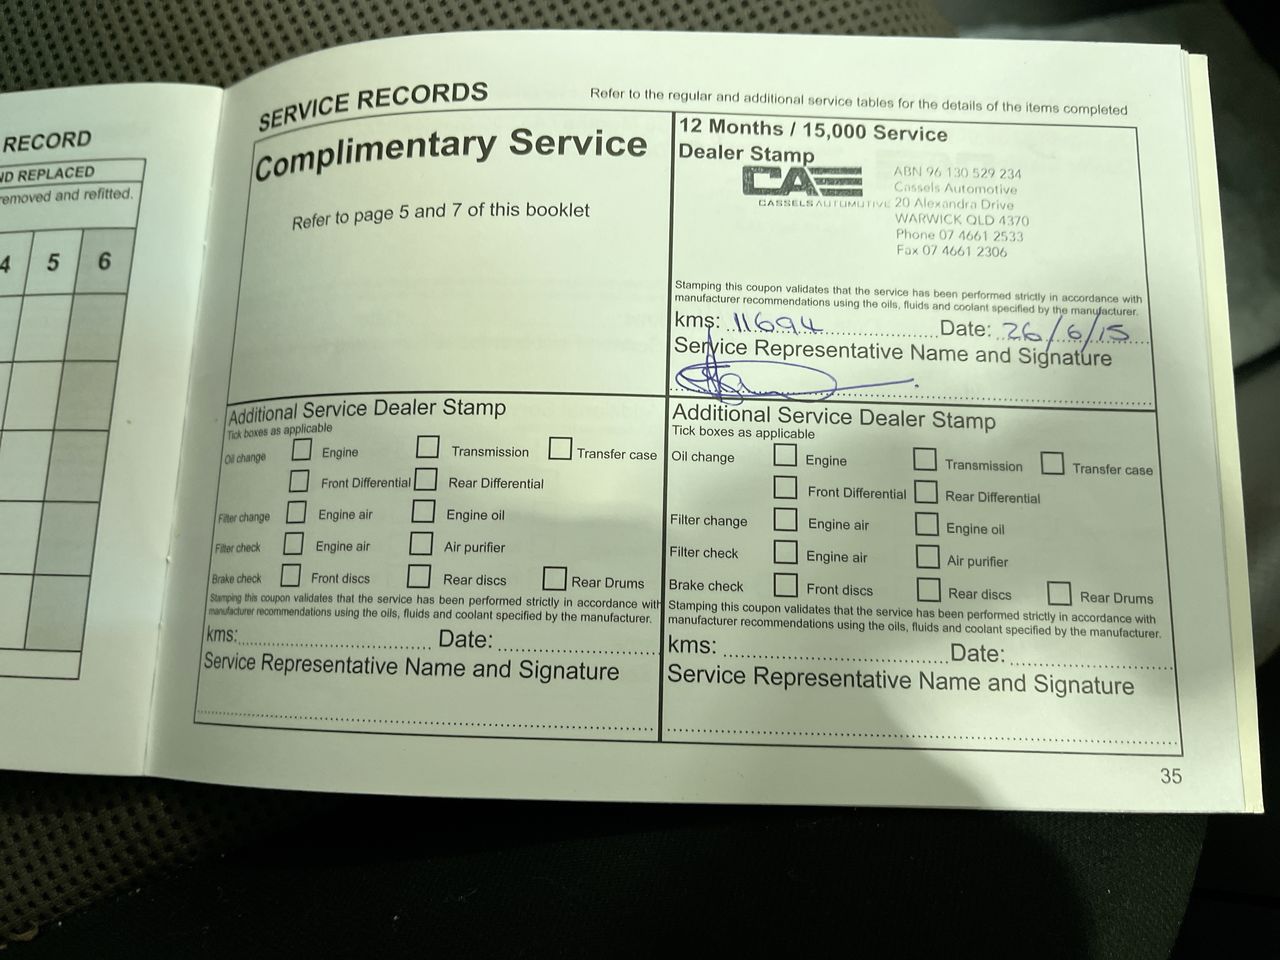 RECORD
ND REPLACED
removed and refitted.
4 5 6
SERVICE RECORDS
Refer to the regular and additional service tables for the details of the items completed
Complimentary Service
Refer to page 5 and 7 of this booklet
12 Months / 15,000 Service
Dealer Stamp
CAE
CASSELS AUTOMOTIVE
ABN 96 130 529 234
Cassels Automotive
20 Alexandra Drive
WARWICK QLD 4370
Phone 07 4661 2533
Fax 07 4661 2306
Stamping this coupon validates that the service has been performed strictly in accordance with
manufacturer recommendations using the oils, fluids and coolant specified by the manufacturer.
kms: 11694 Date: 26/6/15
Service Representative Name and Signature
Additional Service Dealer Stamp
Tick boxes as applicable
Oil change Engine Transmission Transfer case
Front Differential Rear Differential
Filter change Engine air Engine oil
Filter check Engine air Air purifier
Brake check Front discs Rear discs Rear Drums
Stamping this coupon validates that the service has been performed strictly in accordance with
manufacturer recommendations using the oils, fluids and coolant specified by the manufacturer.
kms: Date:
Service Representative Name and Signature
Additional Service Dealer Stamp
Tick boxes as applicable
Oil change Engine Transmission Transfer case
Front Differential Rear Differential
Filter change Engine air Engine oil
Filter check Engine air Air purifier
Brake check Front discs Rear discs Rear Drums
Stamping this coupon validates that the service has been performed strictly in accordance with
manufacturer recommendations using the oils, fluids and coolant specified by the manufacturer.
kms: Date:
Service Representative Name and Signature
35